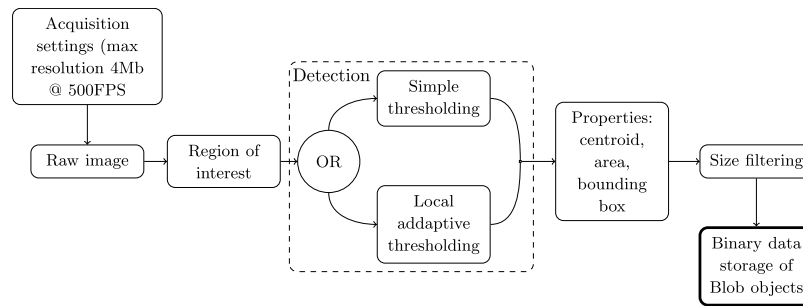 Acquisition
settings (max
resolution 4Mb
@ 500FPS
Raw image
Region of
interest
Detection
OR
Simple
thresholding
Local
addaptive
thresholding
Properties:
centroid,
area,
bounding
box
Size filtering
Binary data
storage of
Blob objects